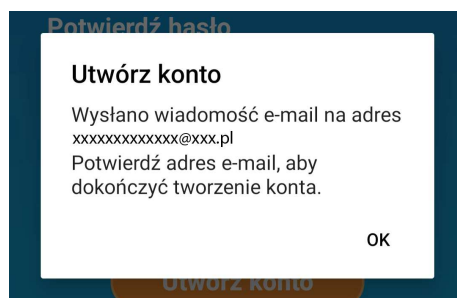 Potwierdź hasło
Utwórz konto
Wysłano wiadomość e-mail na adres
xxxxxxxxxxxxx@xxx.pl
Potwierdź adres e-mail, aby
dokończyć tworzenie konta.
OK
Utwórz konto